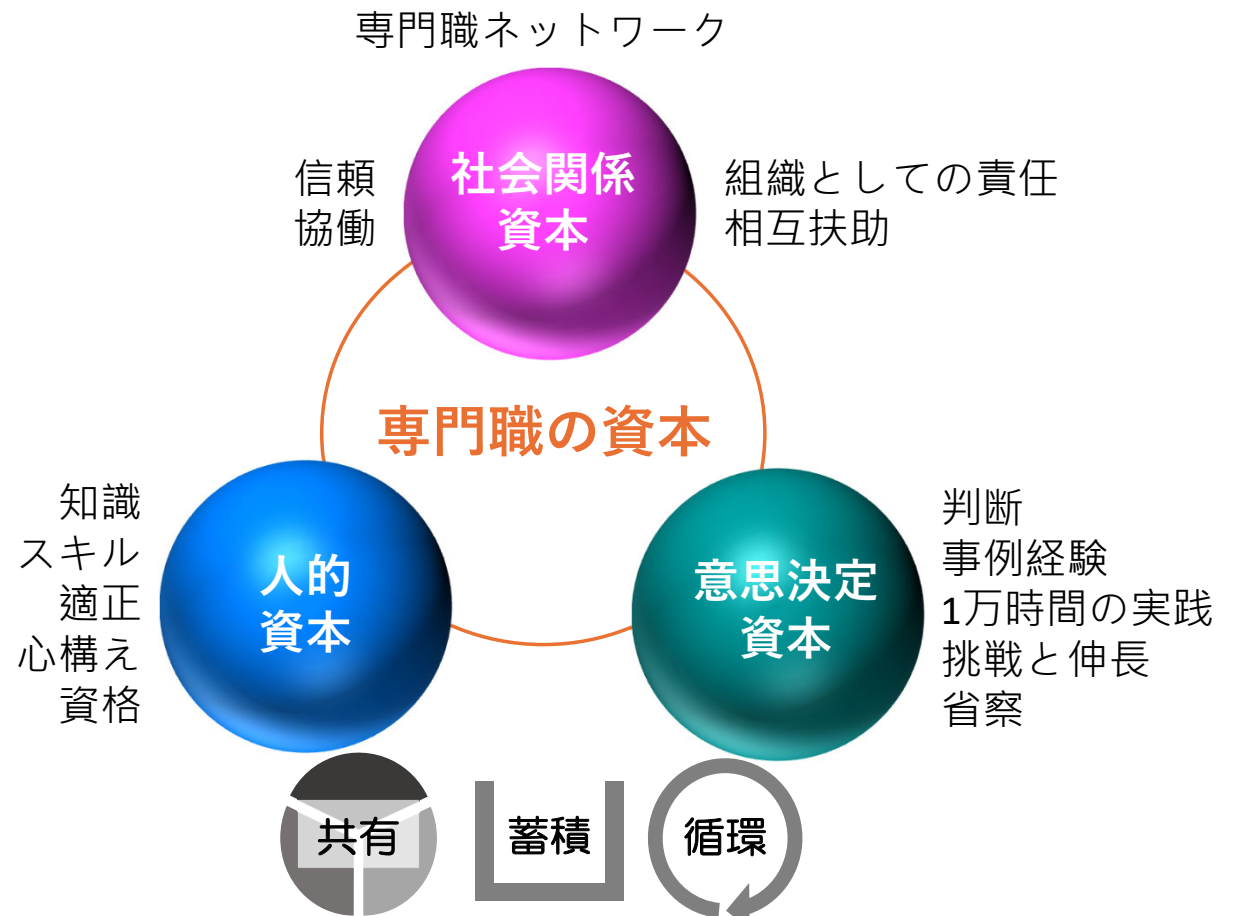 専門職ネットワーク
信頼
協働
社会関係
資本
組織としての責任
相互扶助
専門職の資本
知識
スキル
適正
心構え
資格
人的
資本
意思決定
資本
判断
事例経験
1万時間の実践
挑戦と伸長
省察
共有
蓄積
循環